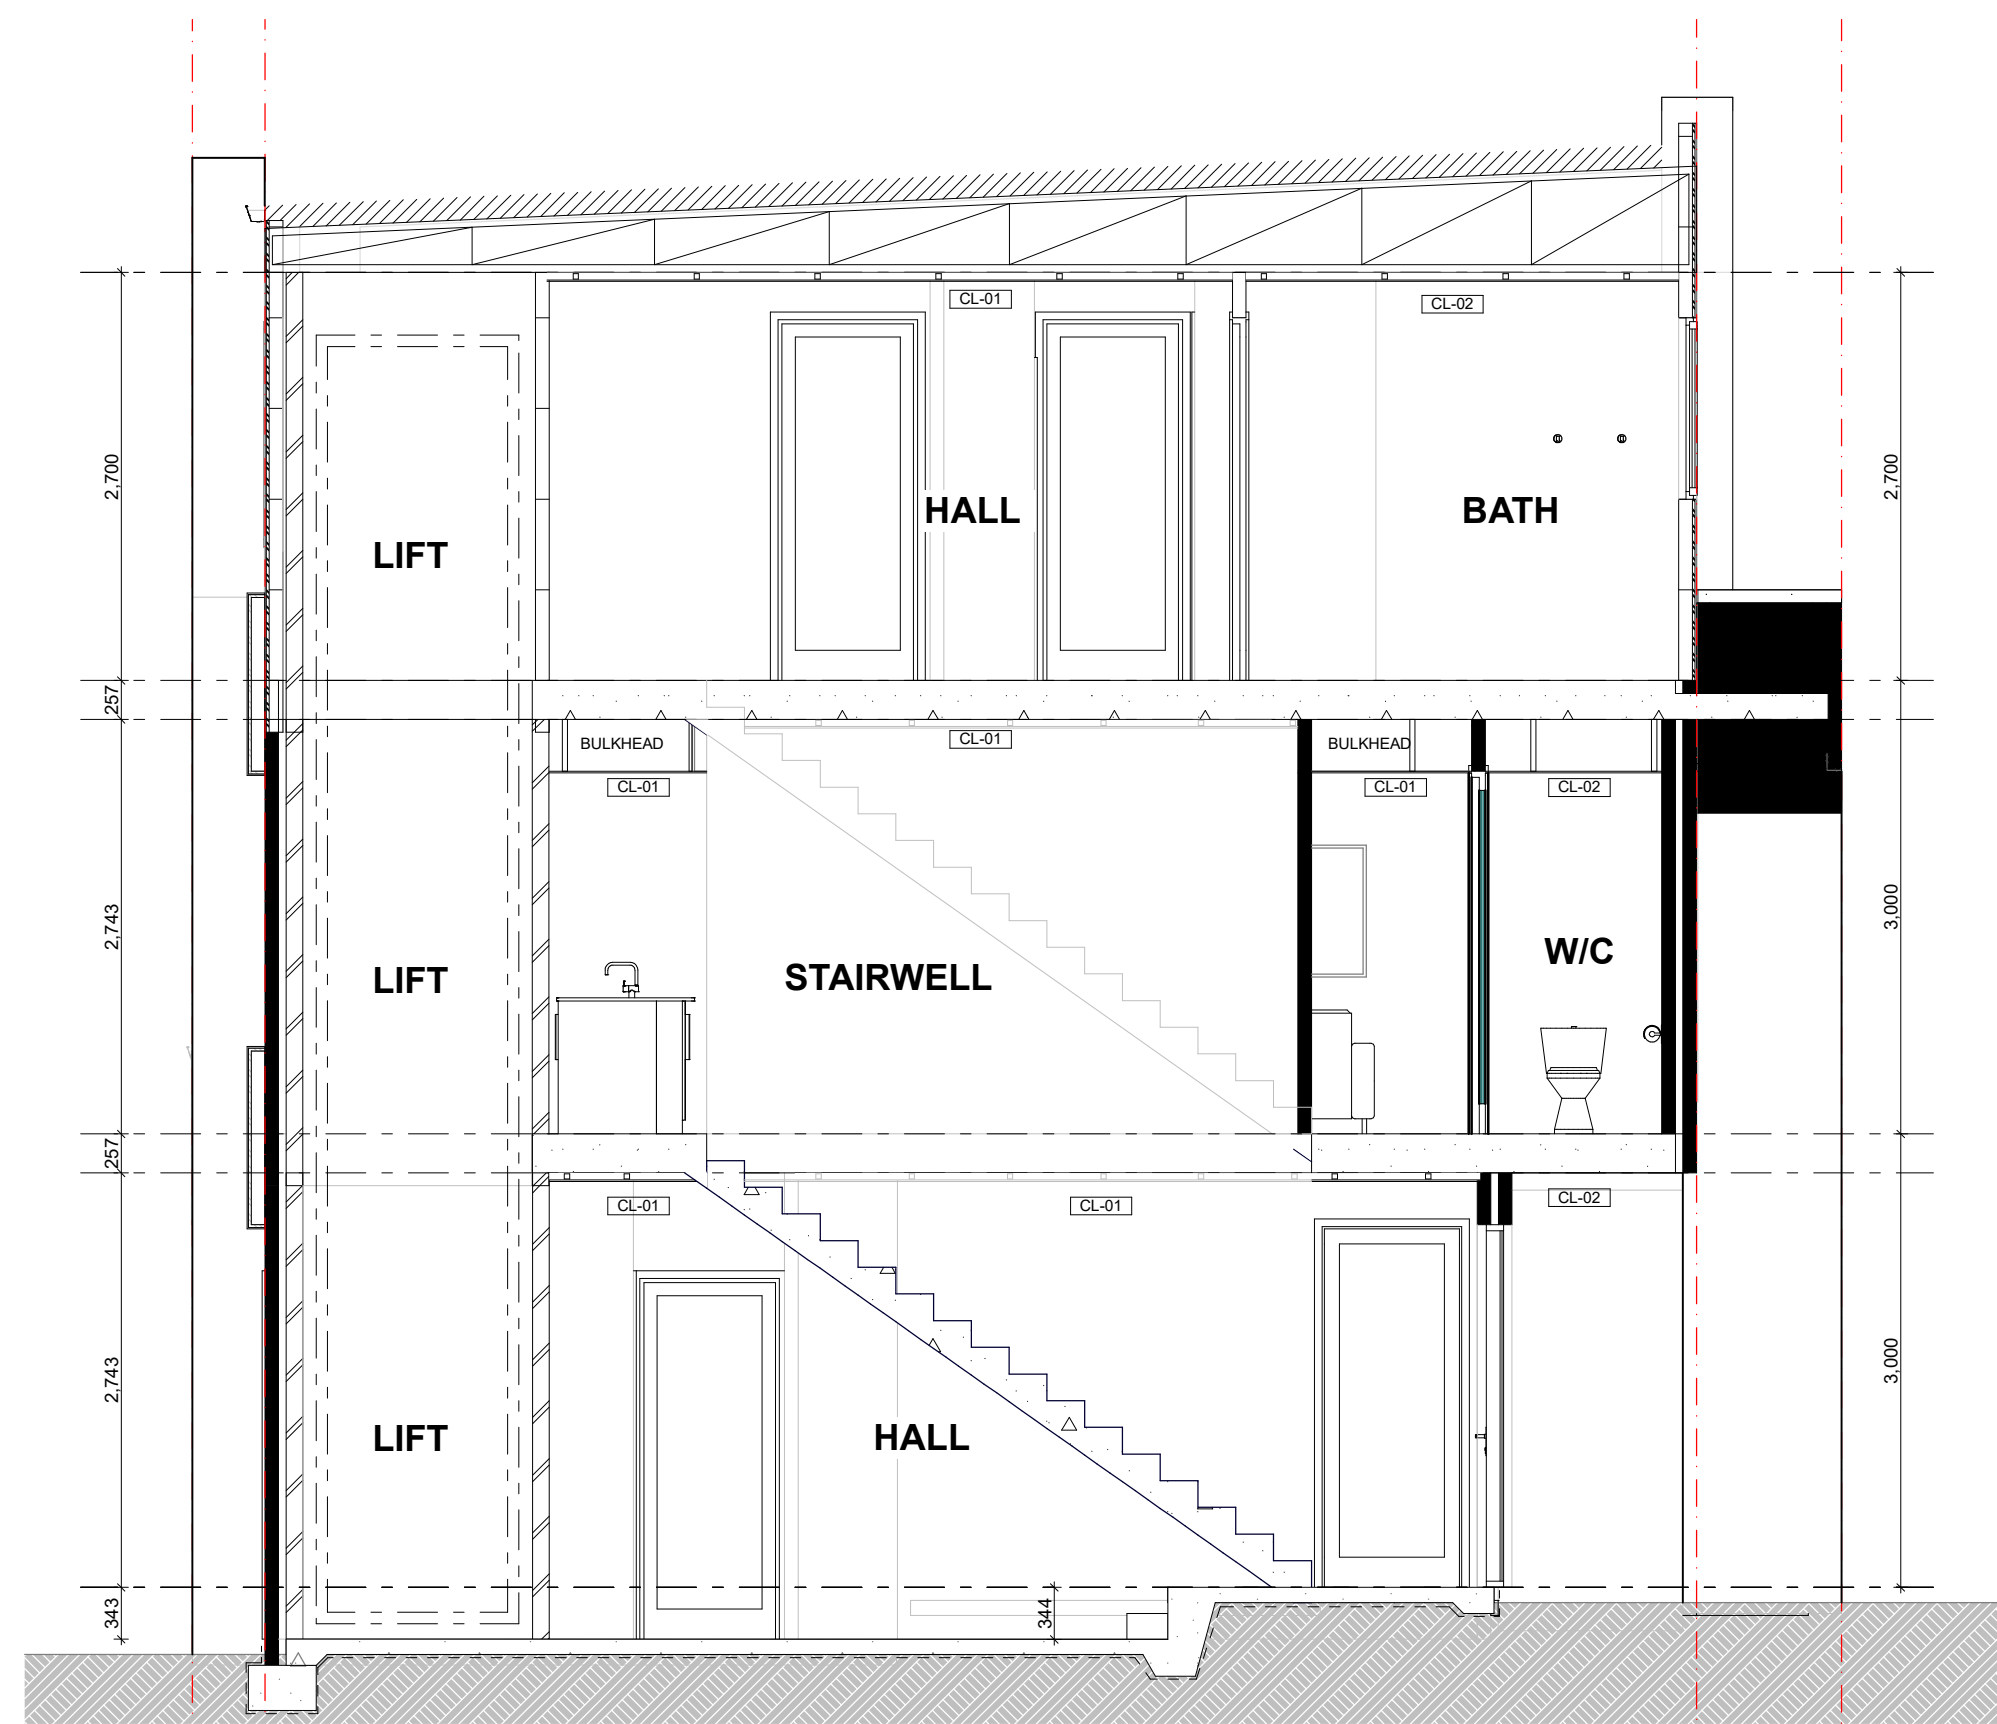 CL-01
CL-02
2,700
2,700
HALL
BATH
LIFT
257
CL-01
BULKHEAD
BULKHEAD
CL-01
CL-01
CL-02
2,743
3,000
W/C
LIFT
STAIRWELL
257
CL-01
CL-01
CL-02
2,743
3,000
LIFT
HALL
343
344